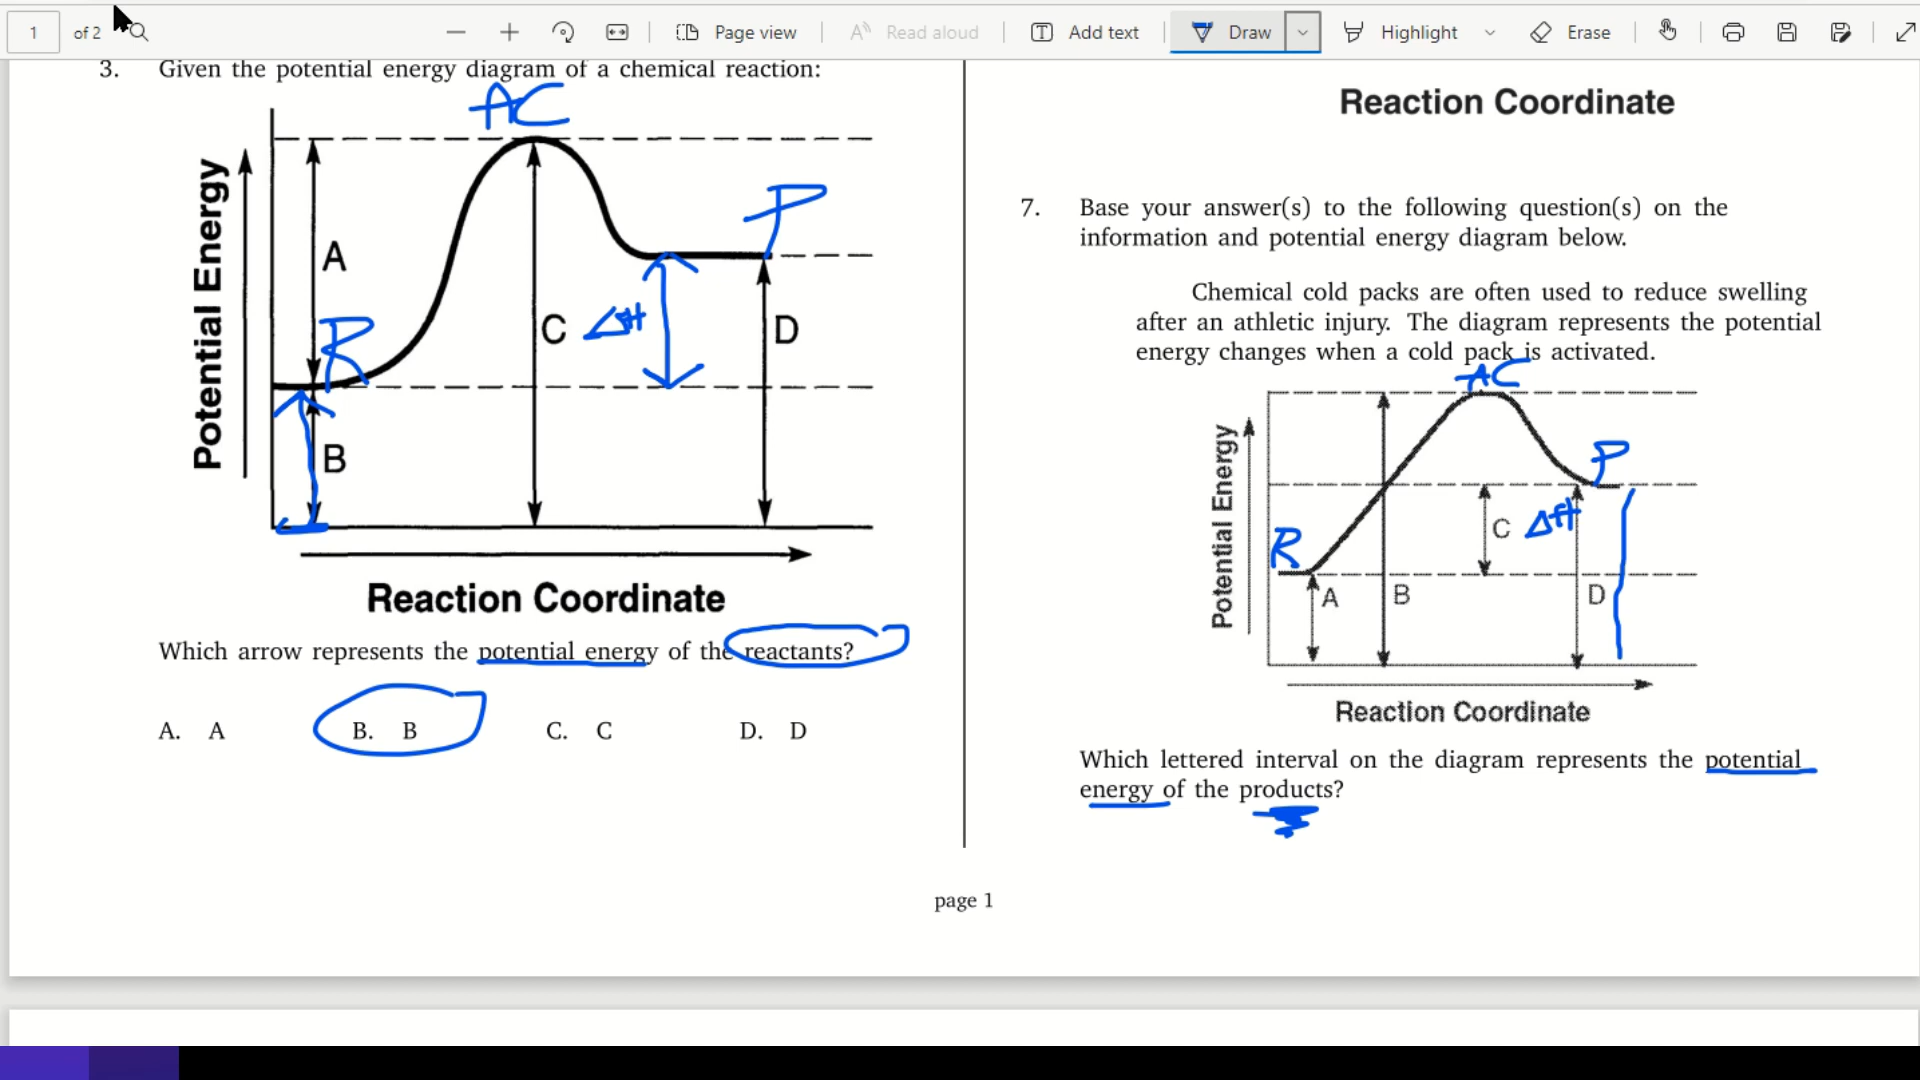 1 of 2 Page view Read aloud Add text Draw Highlight Erase
3. Given the potential energy diagram of a chemical reaction:
AC
Potential Energy
A
R
B
C
ΔH
P
D
Reaction Coordinate
Which arrow represents the potential energy of the reactants?
A. A B. B C. C D. D
Reaction Coordinate
7. Base your answer(s) to the following question(s) on the
information and potential energy diagram below.
Chemical cold packs are often used to reduce swelling
after an athletic injury. The diagram represents the potential
energy changes when a cold pack is activated.
AC
Potential Energy
P
R
C ΔH
A B D
Reaction Coordinate
Which lettered interval on the diagram represents the potential
energy of the products?
page 1